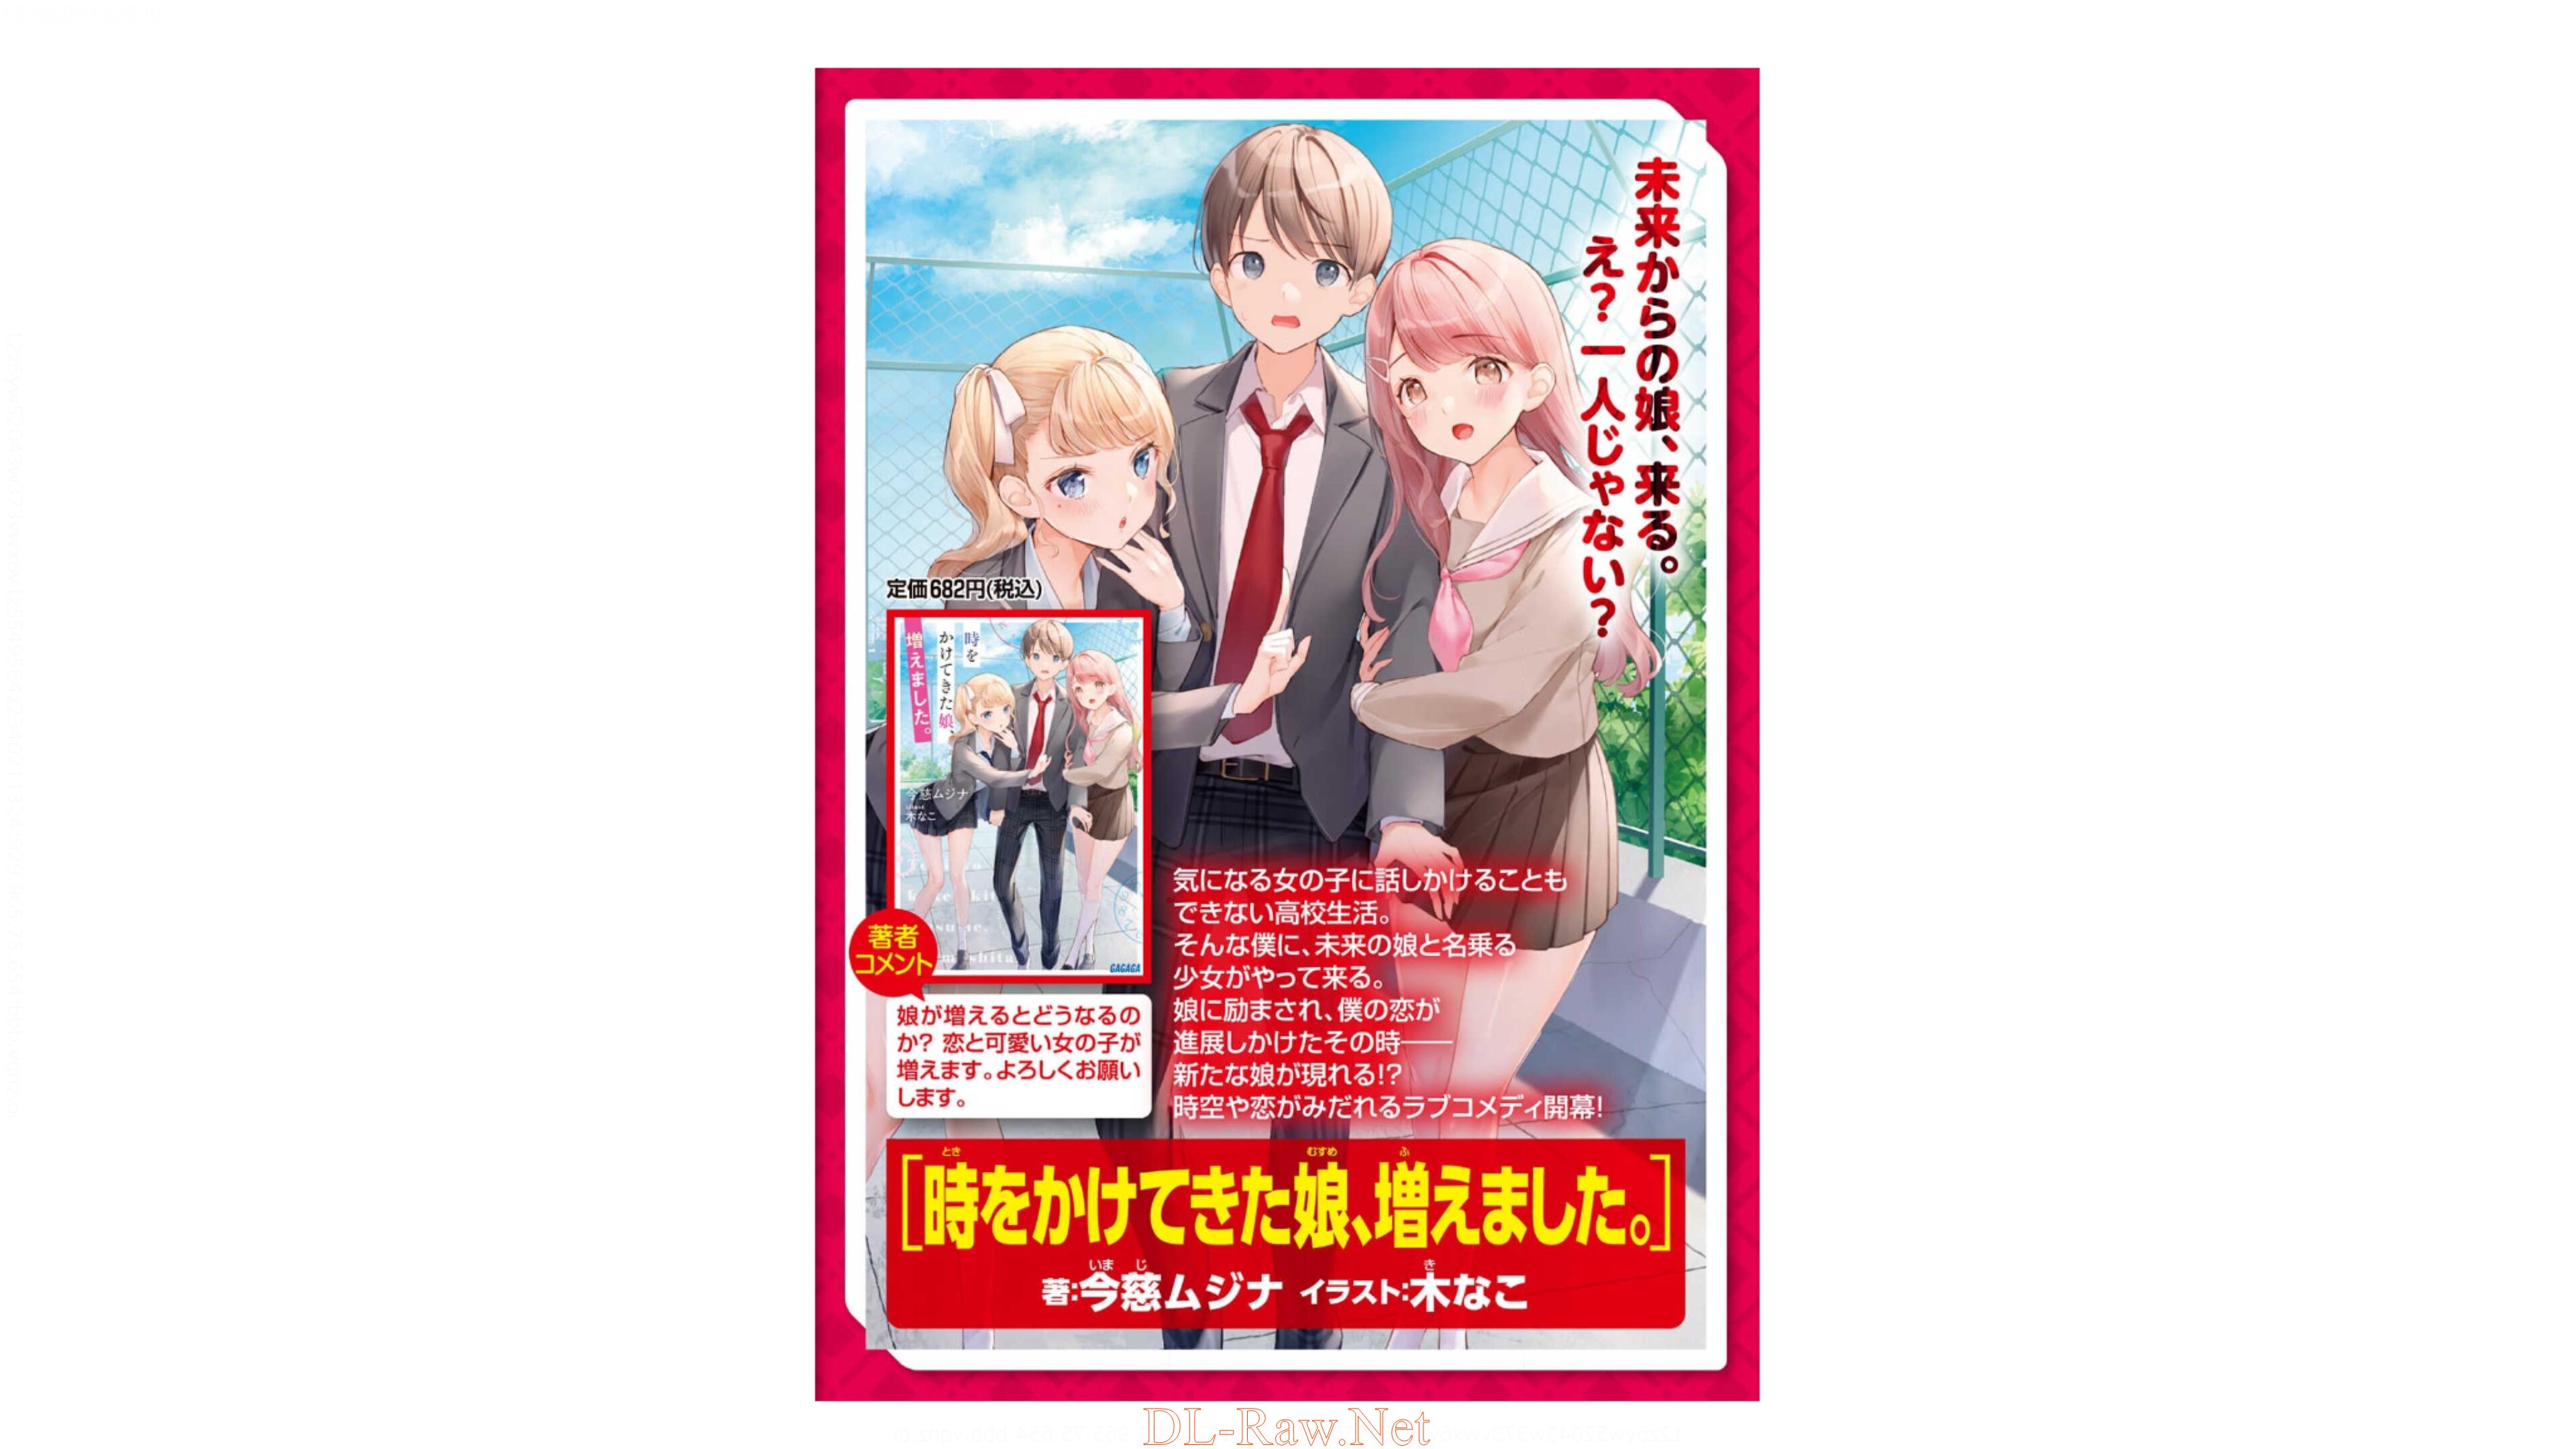 未来からの娘、来る。
え？一人じゃない？
定価682円(税込)
時を
かけてきた娘、
増えました。
今慈ムジナ
木なこ
GAGAGA
著者
コメント
娘が増えるとどうなるの
か？ 恋と可愛い女の子が
増えます。よろしくお願い
します。
気になる女の子に話しかけることも
できない高校生活。
そんな僕に、未来の娘と名乗る
少女がやって来る。
娘に励まされ、僕の恋が
進展しかけたその時――
新たな娘が現れる!?
時空や恋がみだれるラブコメディ開幕!
とき むすめ ふ
[時をかけてきた娘、増えました。]
いま じ き
著:今慈ムジナ イラスト:木なこ
DL-Raw.Net